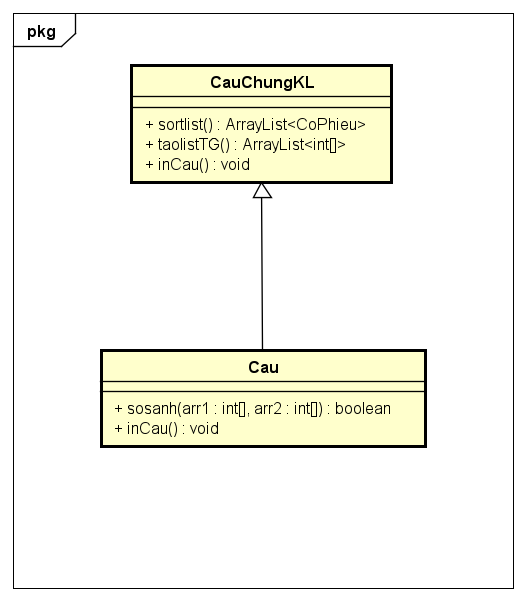 pkg
CauChungKL
+ sortlist() : ArrayList<CoPhieu>
+ taolistTG() : ArrayList<int[]>
+ inCau() : void
Cau
+ sosanh(arr1 : int[], arr2 : int[]) : boolean
+ inCau() : void